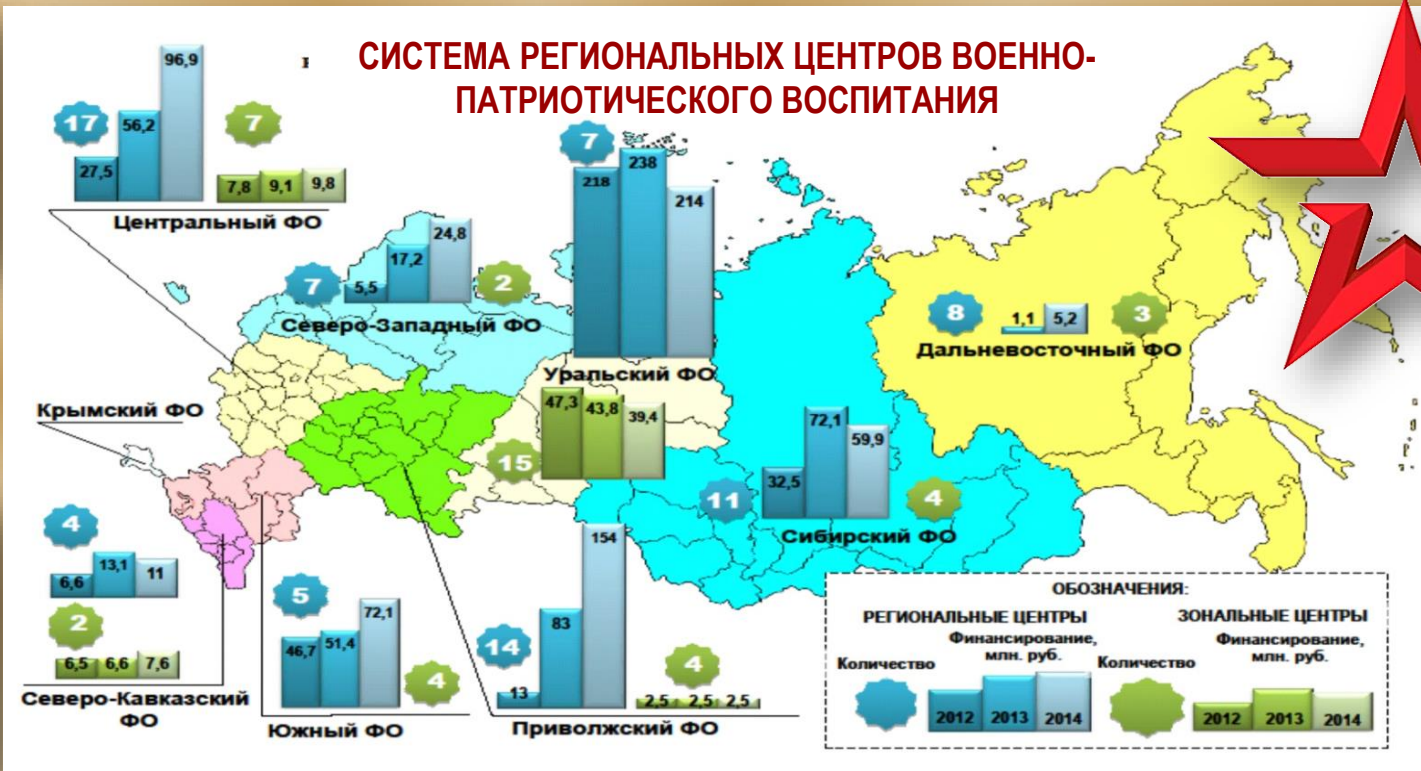 СИСТЕМА РЕГИОНАЛЬНЫХ ЦЕНТРОВ ВОЕННО-
ПАТРИОТИЧЕСКОГО ВОСПИТАНИЯ
17
27,5
56,2
96,9
7
7,8
9,1
9,8
Центральный ФО
7
5,5
17,2
24,8
2
Северо-Западный ФО
7
218
238
214
Уральский ФО
47,3
43,8
39,4
15
8
1,1
5,2
3
Дальневосточный ФО
Крымский ФО
11
32,5
72,1
59,9
4
Сибирский ФО
4
6,6
13,1
11
2
6,5
6,6
7,6
Северо-Кавказский
ФО
5
46,7
51,4
72,1
4
Южный ФО
14
13
83
154
4
2,5
2,5
2,5
Приволжский ФО
ОБОЗНАЧЕНИЯ:
РЕГИОНАЛЬНЫЕ ЦЕНТРЫ
Количество
Финансирование,
млн. руб.
2012
2013
2014
ЗОНАЛЬНЫЕ ЦЕНТРЫ
Количество
Финансирование,
млн. руб.
2012
2013
2014